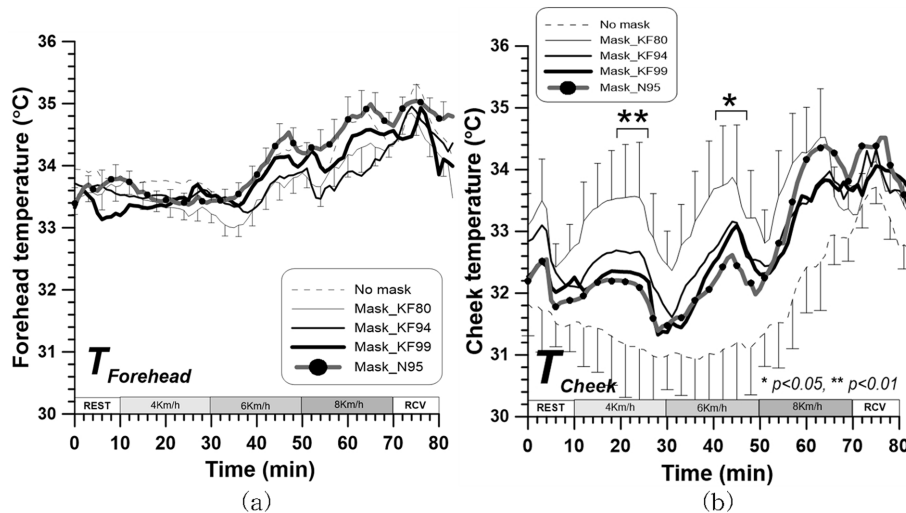 36
35
34
33
32
31
30
Forehead temperature (°C)
No mask
Mask_KF80
Mask_KF94
Mask_KF99
Mask_N95
T Forehead
REST 4Km/h 6Km/h 8Km/h RCV
0 10 20 30 40 50 60 70 80
Time (min)
(a)
No mask
Mask_KF80
Mask_KF94
Mask_KF99
Mask_N95
36
35
34
33
32
31
30
Cheek temperature (°C)
**
*
T Cheek
* p<0.05, ** p<0.01
REST 4Km/h 6Km/h 8Km/h RCV
0 10 20 30 40 50 60 70 80
Time (min)
(b)